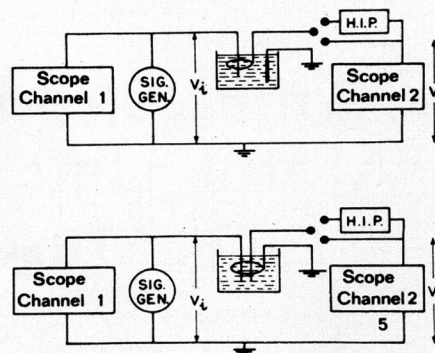 H.I.P.
Scope
Channel 1
SIG.
GEN.
Vi
Scope
Channel 2
V
H.I.P.
Scope
Channel 1
SIG.
GEN.
Vi
Scope
Channel 2
V
5